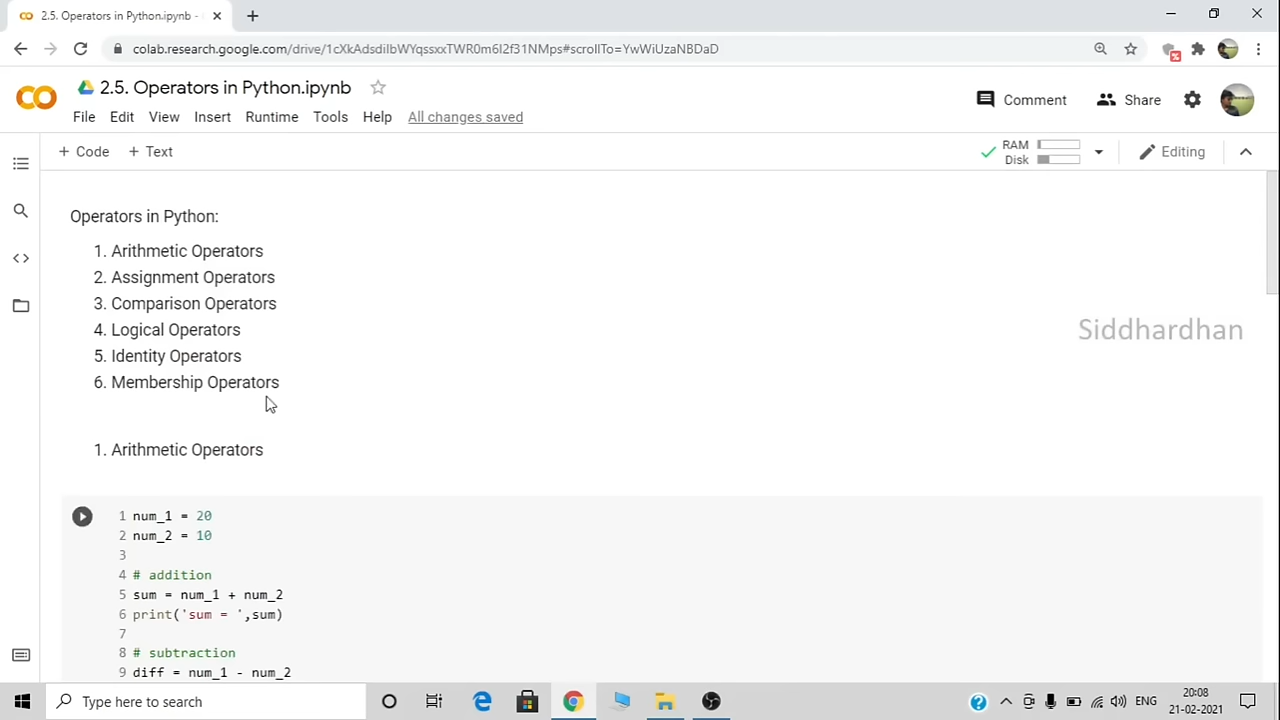 2.5. Operators in Python.ipynb -
colab.research.google.com/drive/1cXkAdsdiIbWYqssxxTWR0m6I2f31NMps#scrollTo=YwWiUzaNBDaD
2.5. Operators in Python.ipynb
File Edit View Insert Runtime Tools Help All changes saved
Comment Share
+ Code + Text
RAM
Disk
Editing
Operators in Python:
1. Arithmetic Operators
2. Assignment Operators
3. Comparison Operators
4. Logical Operators
5. Identity Operators
6. Membership Operators
Siddhardhan
1. Arithmetic Operators
1 num_1 = 20
2 num_2 = 10
3
4 # addition
5 sum = num_1 + num_2
6 print('sum = ',sum)
7
8 # subtraction
9 diff = num_1 - num_2
Type here to search
ENG
20:08
21-02-2021